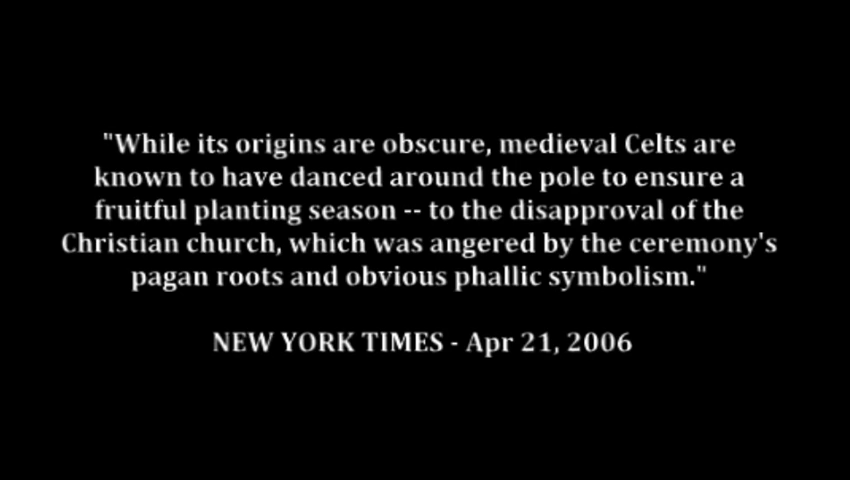 "While its origins are obscure, medieval Celts are
known to have danced around the pole to ensure a
fruitful planting season -- to the disapproval of the
Christian church, which was angered by the ceremony's
pagan roots and obvious phallic symbolism."
NEW YORK TIMES - Apr 21, 2006